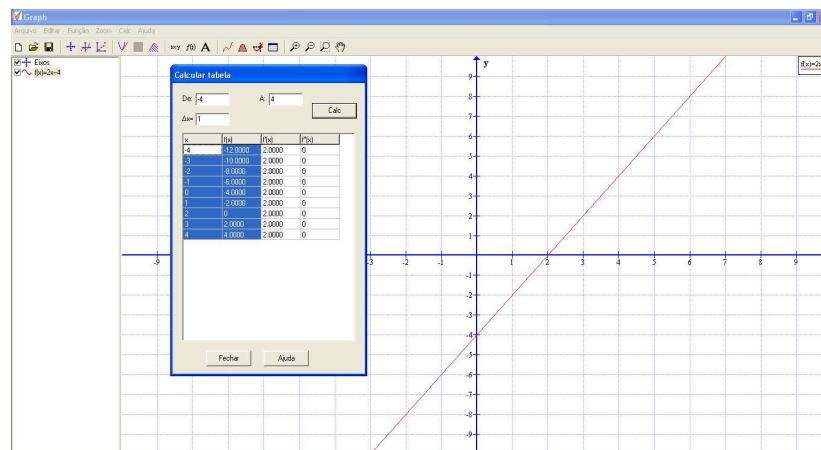 Graph
Arquivo Editar Função Zoom Calc Ajuda
Eixos
f(x)=2x-4
Calcular tabela
De: -4 A: 4
Calc
Δx= 1
x f(x) f'(x) f''(x)
-4 -12.0000 2.0000 0
-3 -10.0000 2.0000 0
-2 -8.0000 2.0000 0
-1 -6.0000 2.0000 0
0 -4.0000 2.0000 0
1 -2.0000 2.0000 0
2 0 2.0000 0
3 2.0000 2.0000 0
4 4.0000 2.0000 0
Fechar Ajuda
y
f(x)=2x
9
8
7
6
5
4
3
2
1
-9 -3 -2 -1 1 2 3 4 5 6 7 8 9
-1
-2
-3
-4
-5
-6
-7
-8
-9